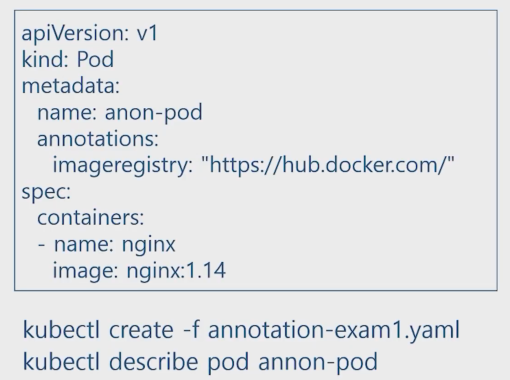 apiVersion: v1
kind: Pod
metadata:
  name: anon-pod
  annotations:
    imageregistry: "https://hub.docker.com/"
spec:
  containers:
  - name: nginx
    image: nginx:1.14
kubectl create -f annotation-exam1.yaml
kubectl describe pod annon-pod